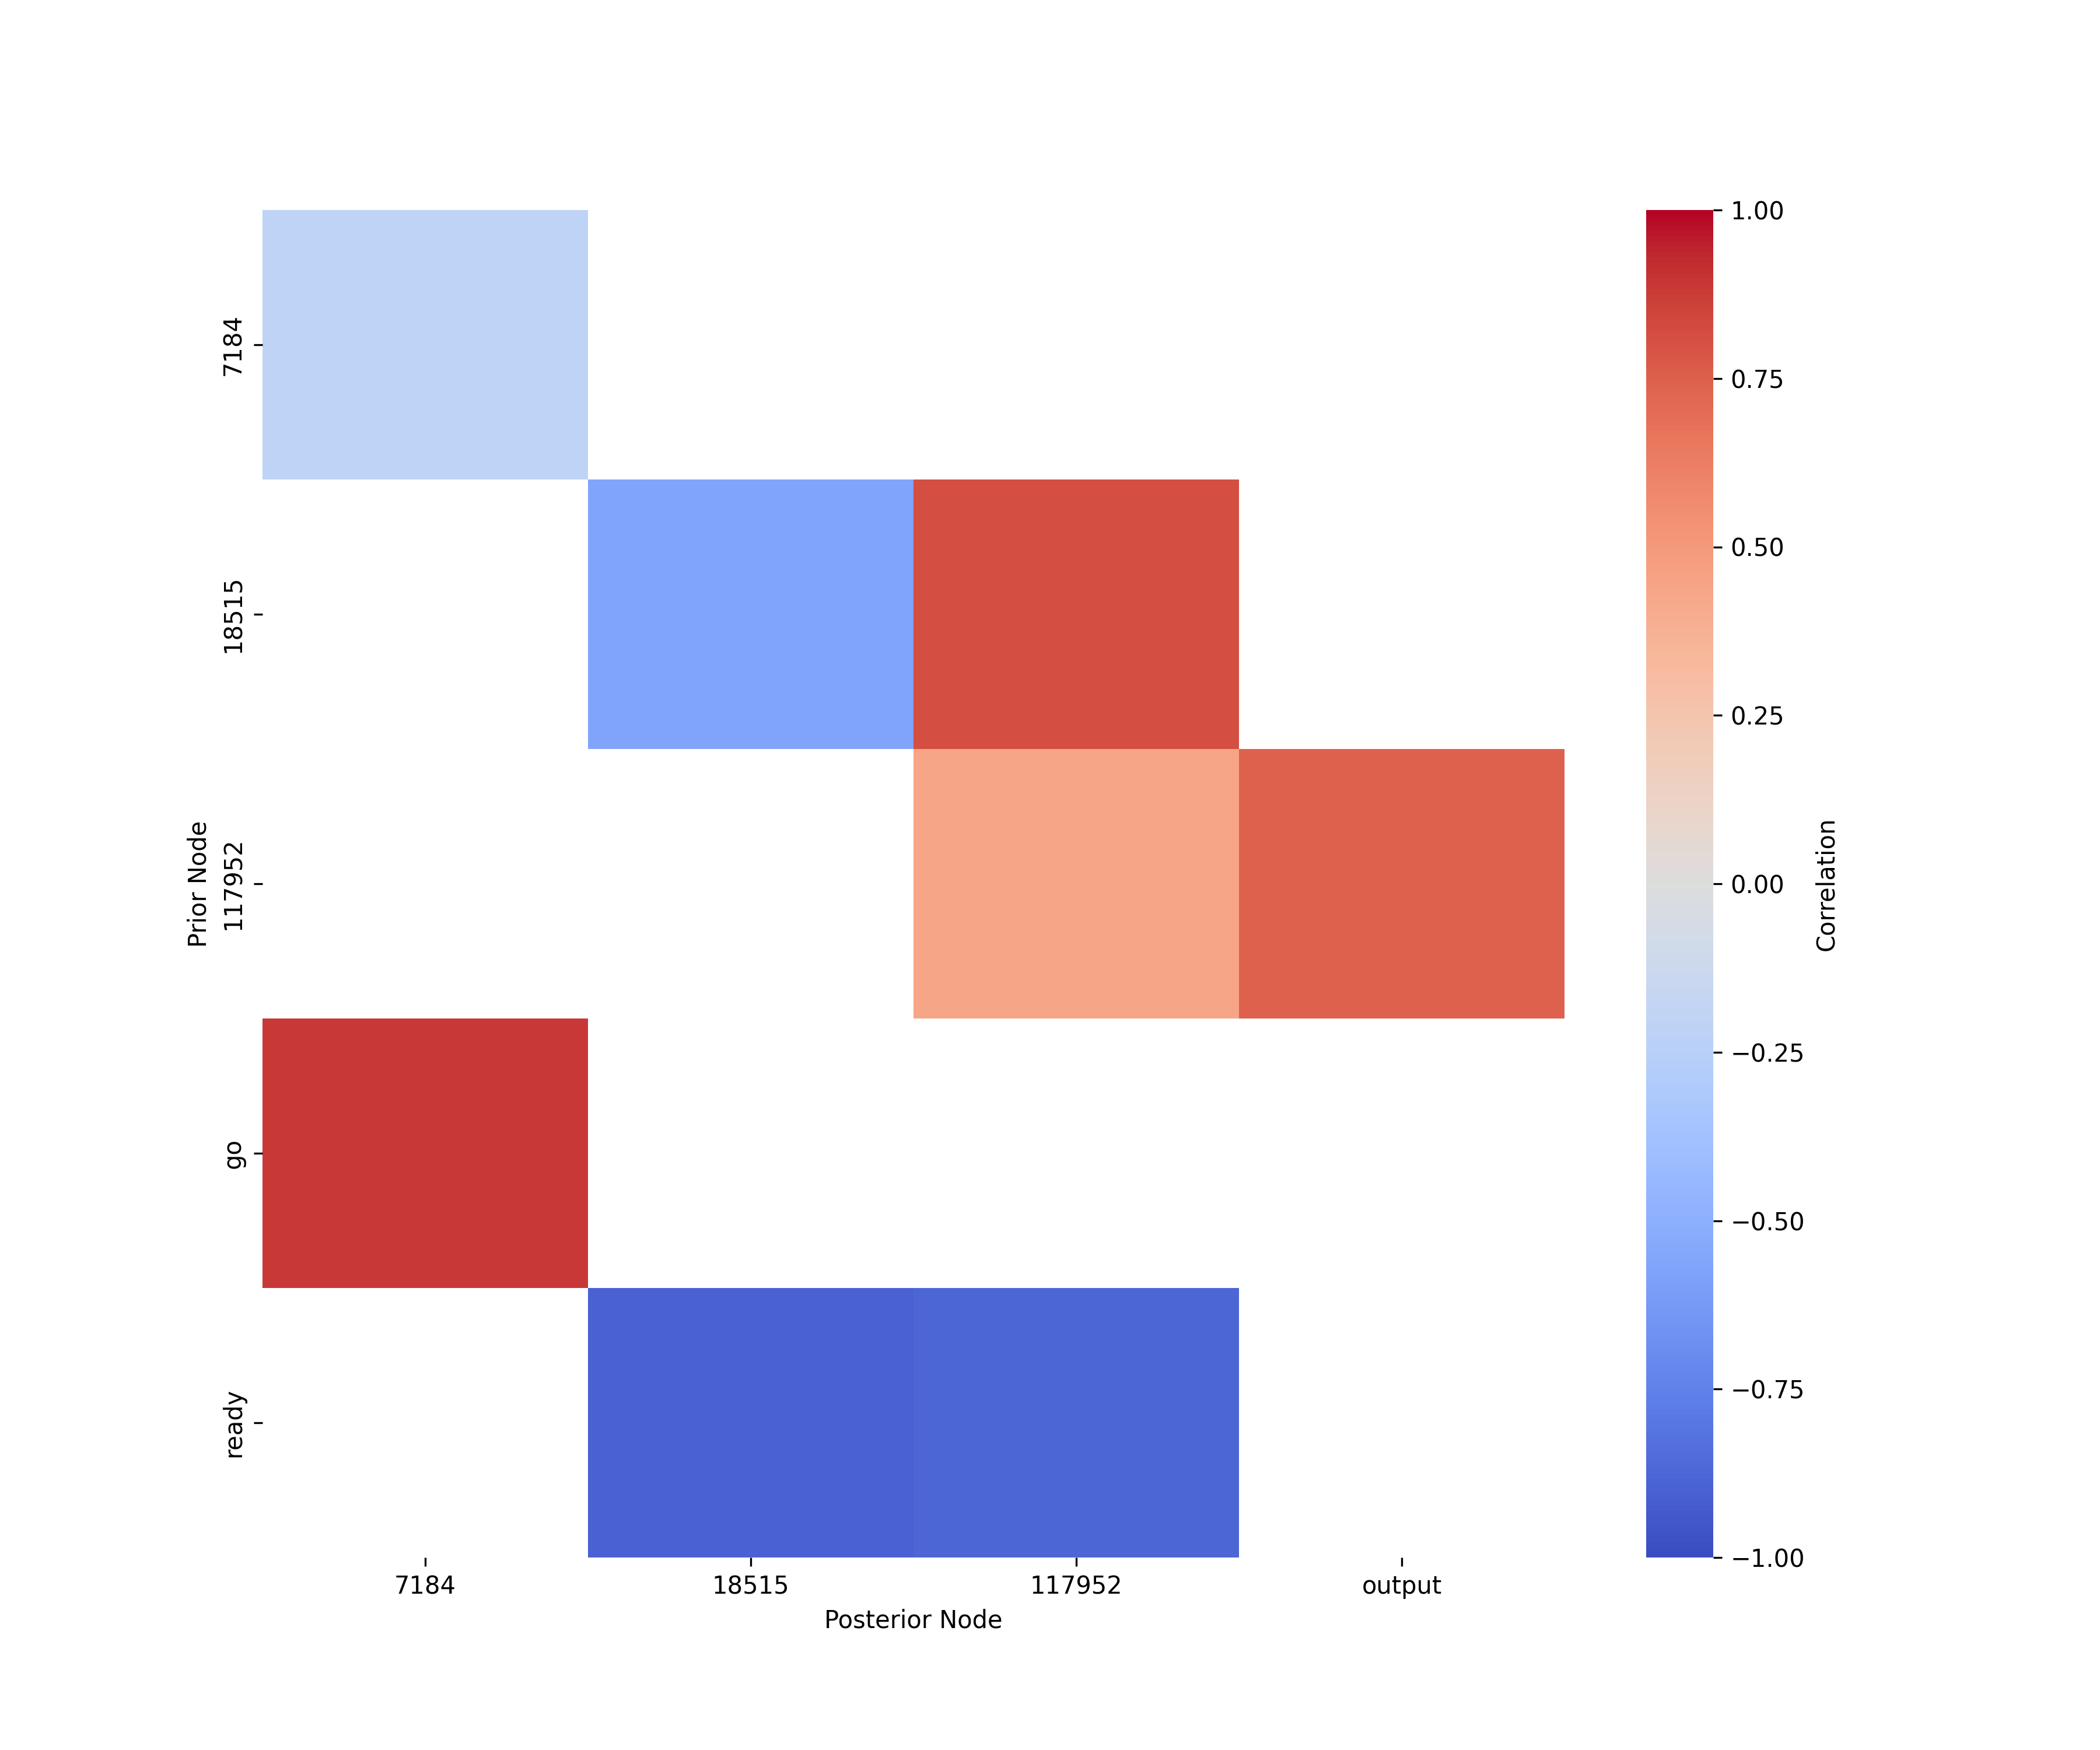 Prior Node
7184
18515
117952
go
ready
7184 18515 117952 output
Posterior Node
1.00
0.75
0.50
0.25
0.00
−0.25
−0.50
−0.75
−1.00
Correlation